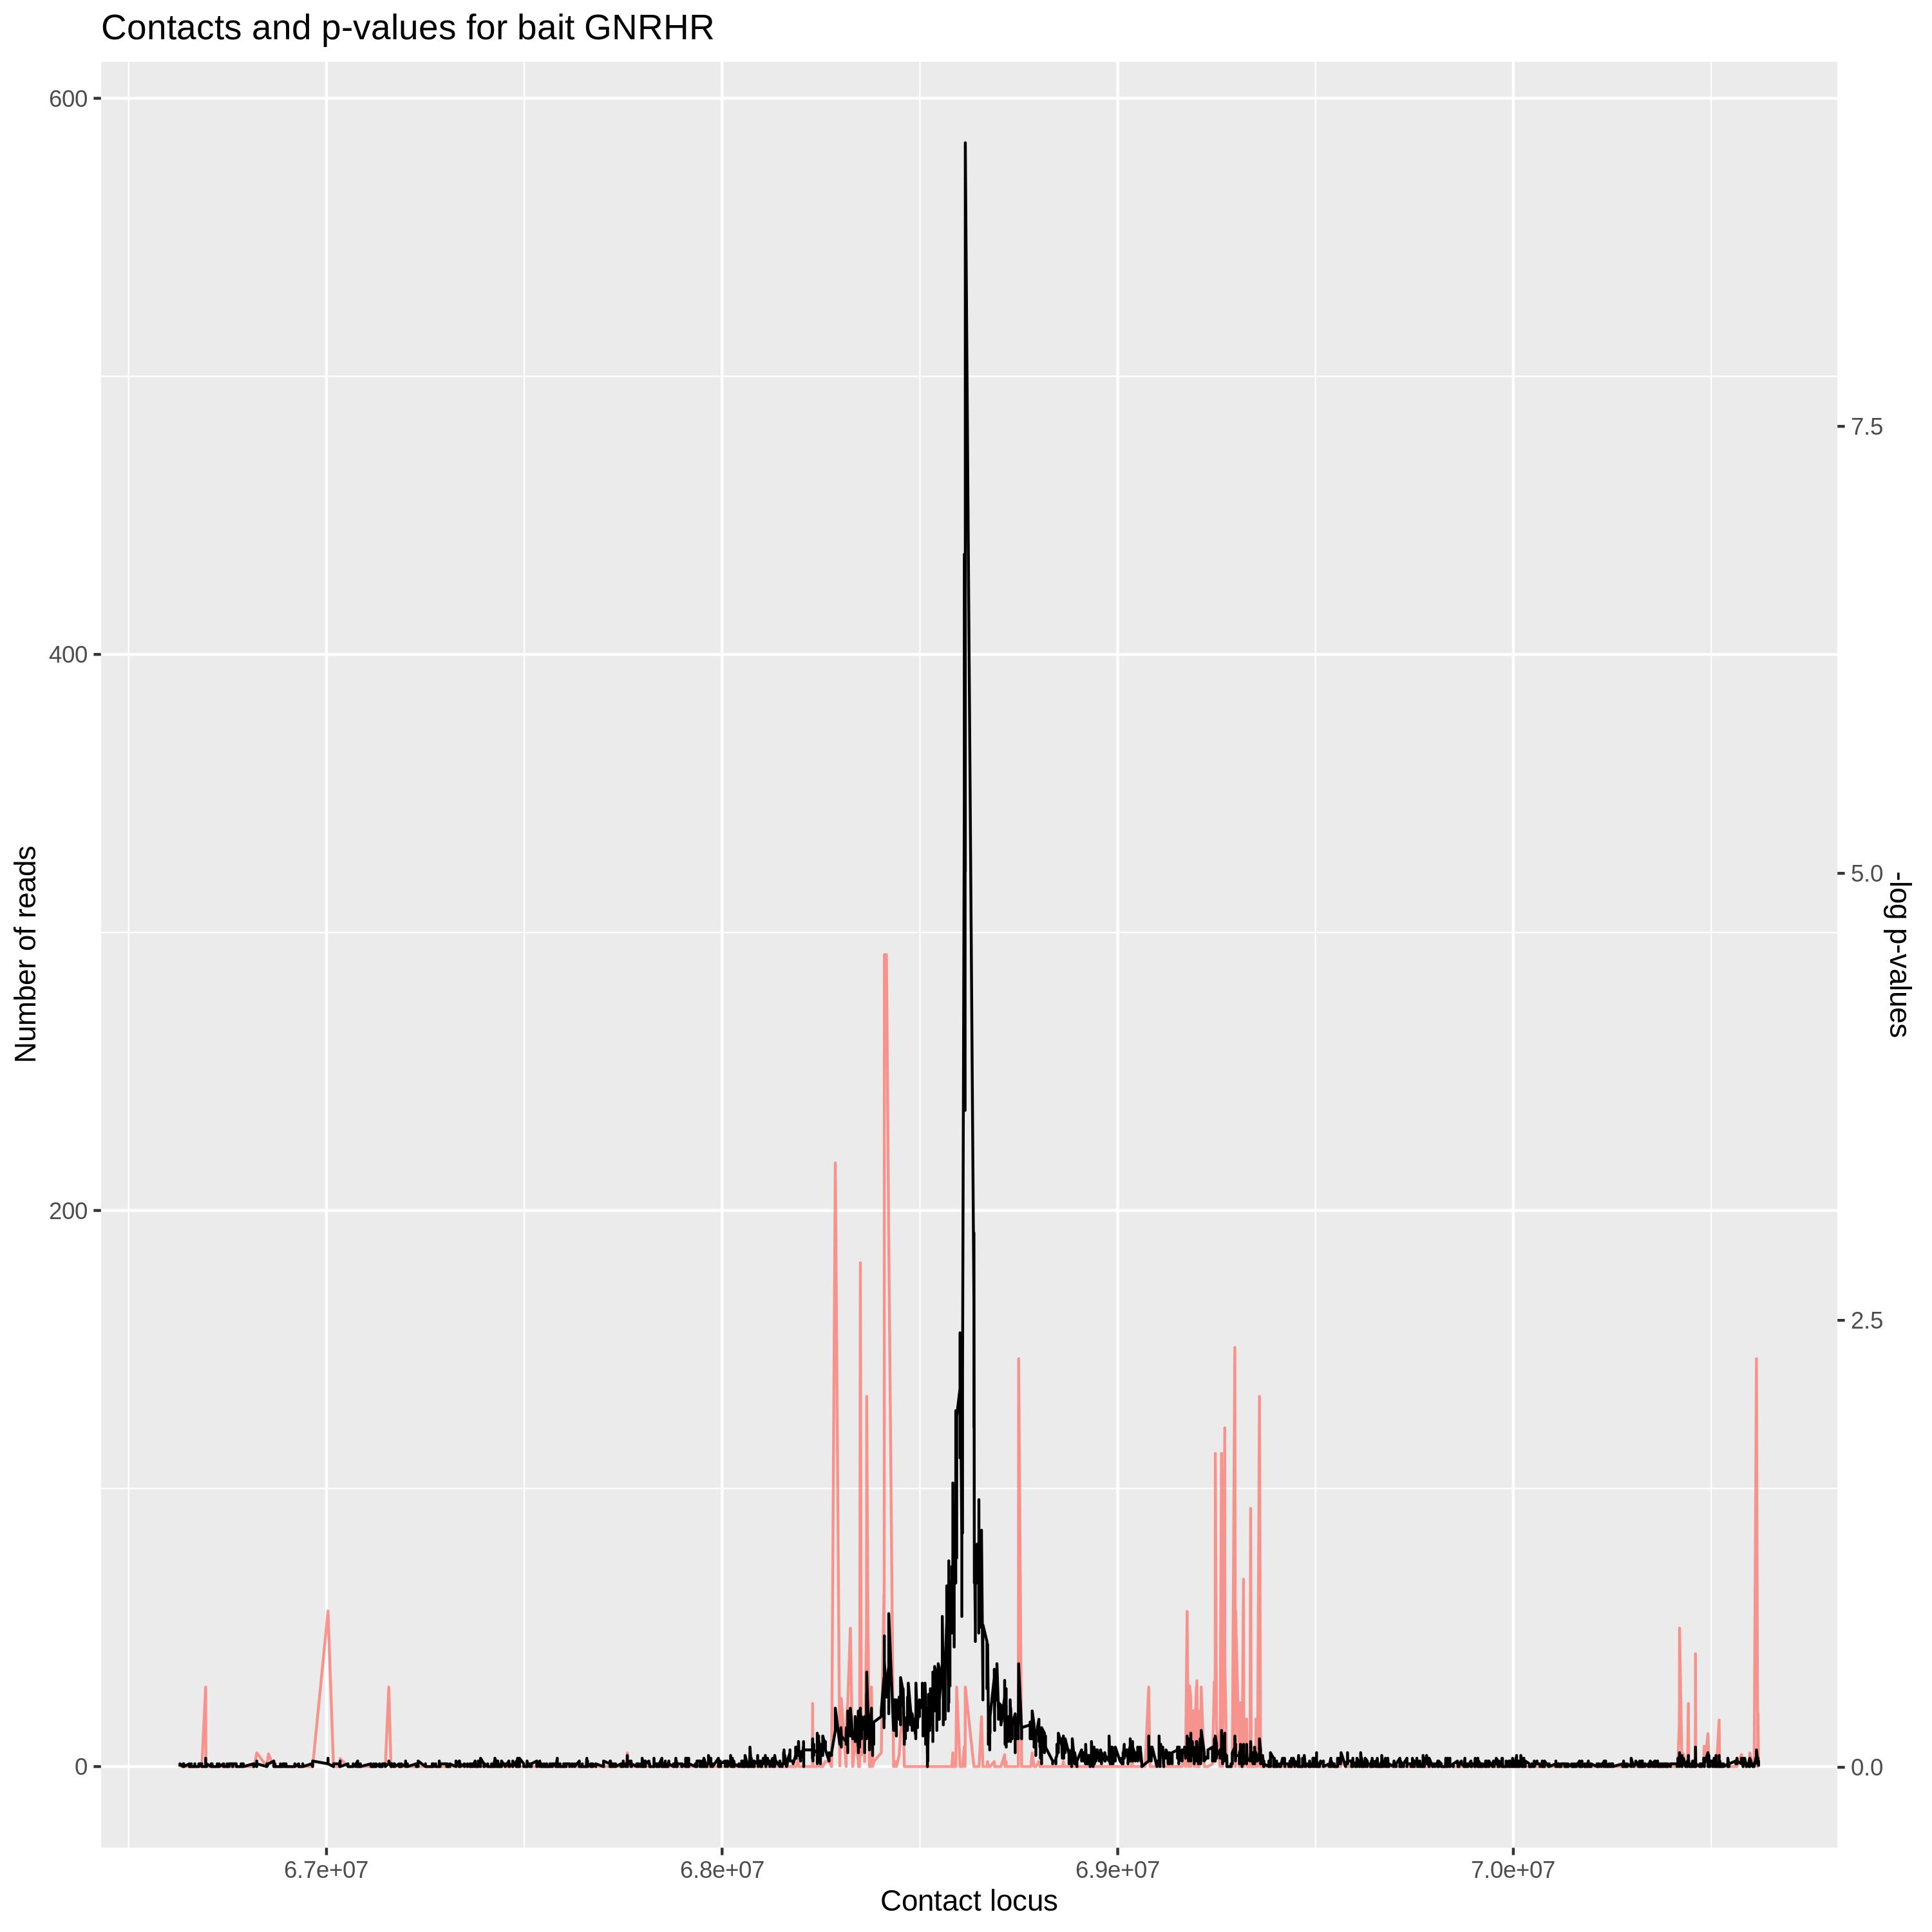 Contacts and p-values for bait GNRHR
600
400
200
0
Number of reads
7.5
5.0
2.5
0.0
-log p-values
6.7e+07
6.8e+07
6.9e+07
7.0e+07
Contact locus